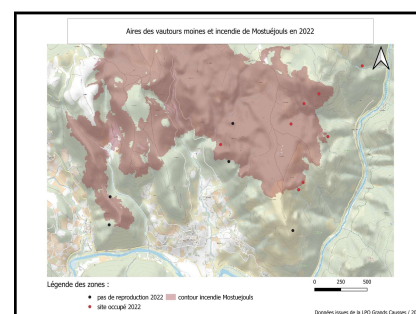 Aires des vautours moines et incendie de Mostuéjouls en 2022
Légende des zones :
pas de reproduction 2022
contour incendie Mostuejouls
site occupé 2022
0 250 500
Données issues de la LPO Grands Causses / 20